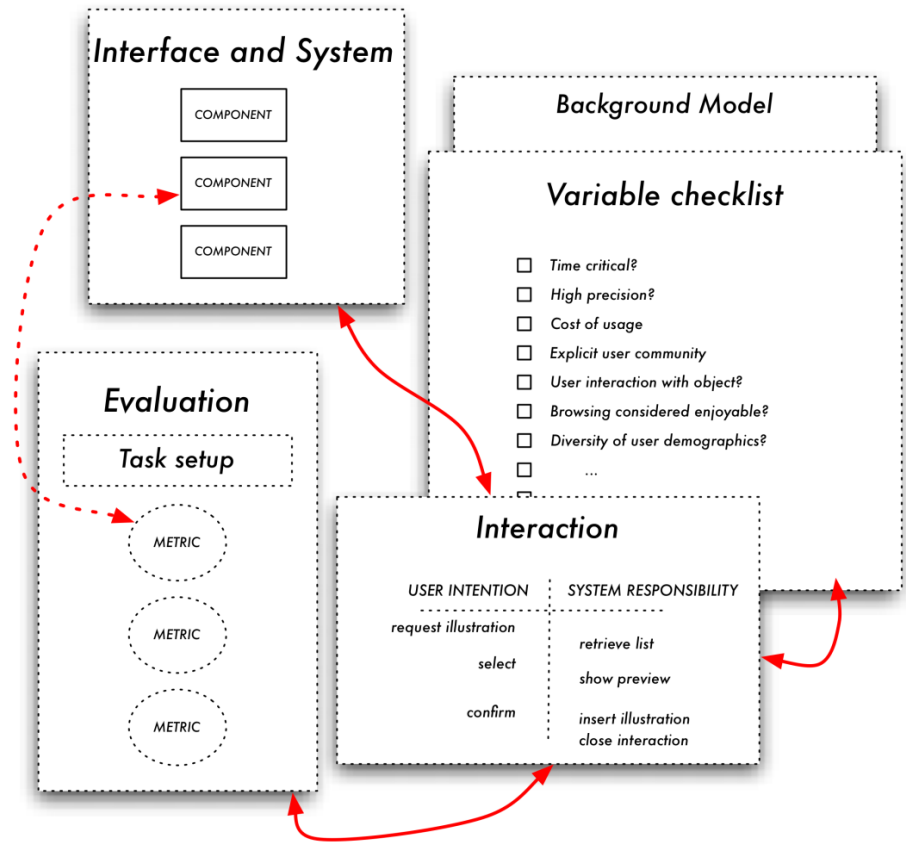 Interface and System
COMPONENT
COMPONENT
COMPONENT
Background Model
Variable checklist
Time critical?
High precision?
Cost of usage
Explicit user community
User interaction with object?
Browsing considered enjoyable?
Diversity of user demographics?
...
Evaluation
Task setup
METRIC
METRIC
METRIC
Interaction
USER INTENTION
SYSTEM RESPONSIBILITY
request illustration
retrieve list
select
show preview
confirm
insert illustration
close interaction